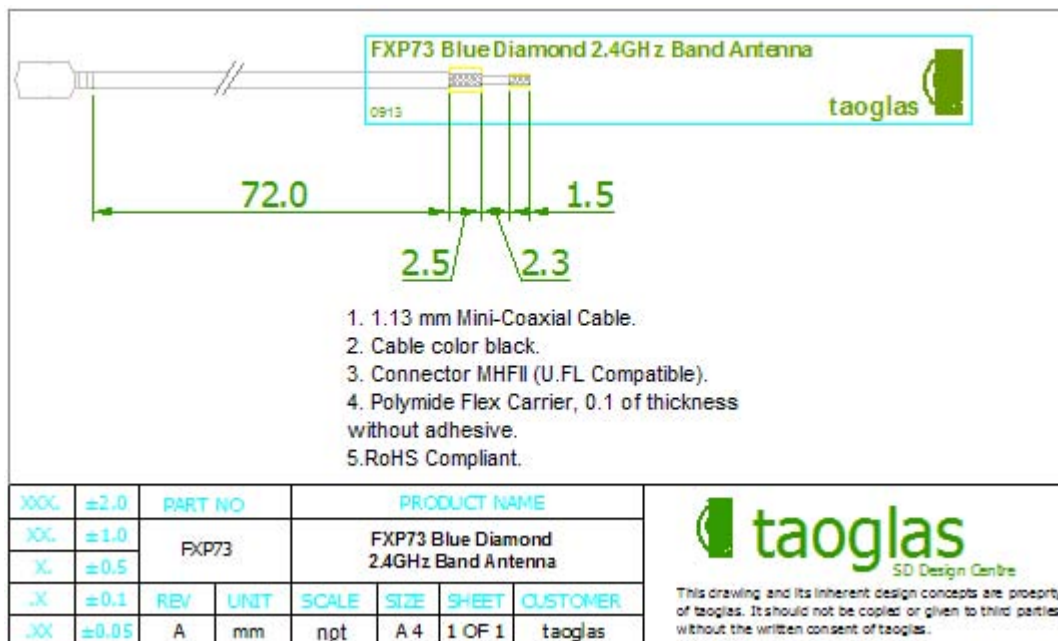 FXP73 Blue Diamond 2.4GHz Band Antenna
0913
taoglas
72.0
1.5
2.5
2.3
1. 1.13 mm Mini-Coaxial Cable.
2. Cable color black.
3. Connector MHFII (U.FL Compatible).
4. Polymide Flex Carrier, 0.1 of thickness
without adhesive.
5.RoHS Compliant.
XXX. ±2.0 PART NO PRODUCT NAME
XX. ±1.0 FXP73 FXP73 Blue Diamond
2.4GHz Band Antenna
X. ±0.5
.X ±0.1 REV UNIT SCALE SIZE SHEET CUSTOMER
.XX ±0.05 A mm npt A4 1 OF 1 taoglas
taoglas
SD Design Centre
This drawing and its inherent design concepts are proeprty
of taoglas. It should not be copied or given to third parties
without the written consent of taoglas.